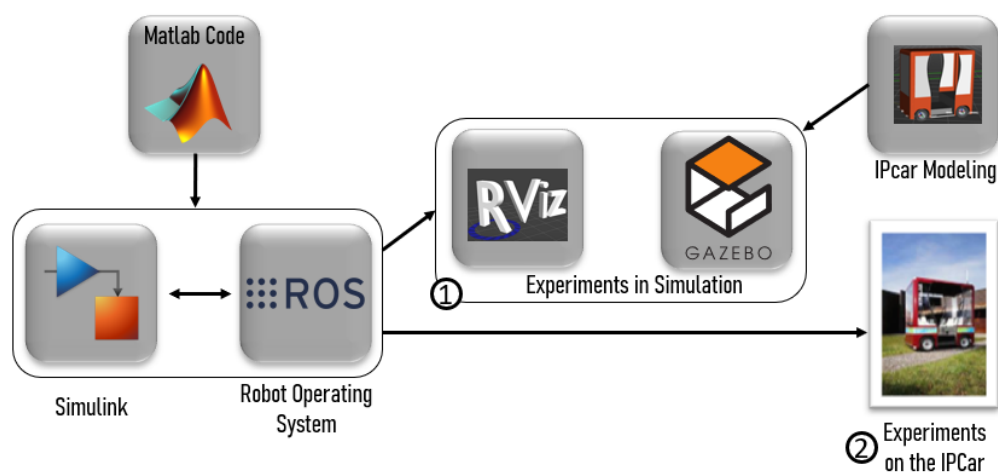 Matlab Code
IPcar Modeling
RViz
GAZEBO
① Experiments in Simulation
ROS
Simulink
Robot Operating
System
② Experiments
on the IPCar